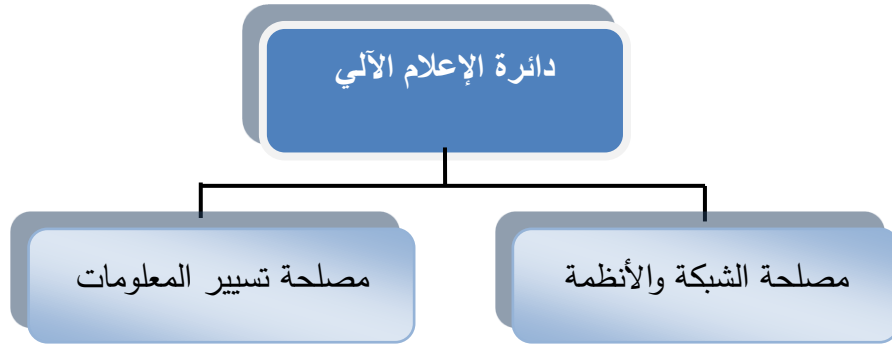 دائرة الإعلام الآلي
مصلحة الشبكة والأنظمة
مصلحة تسيير المعلومات